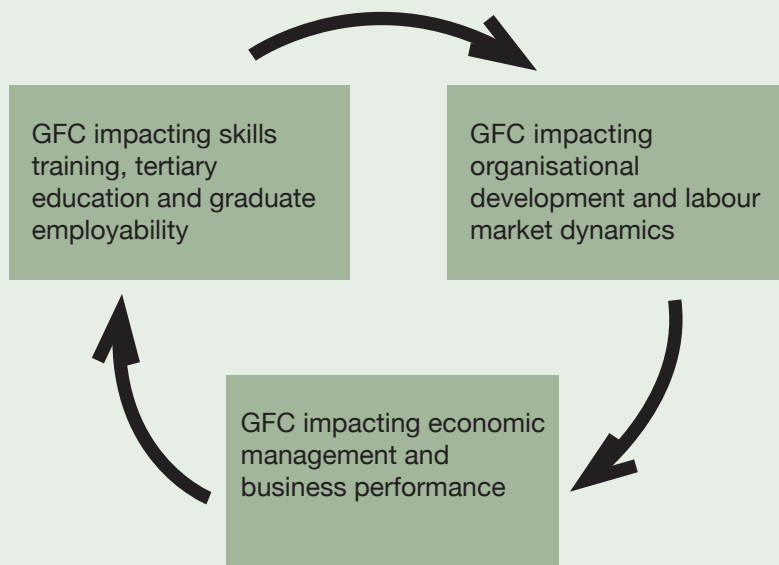 GFC impacting skills
training, tertiary
education and graduate
employability
GFC impacting
organisational
development and labour
market dynamics
GFC impacting economic
management and
business performance